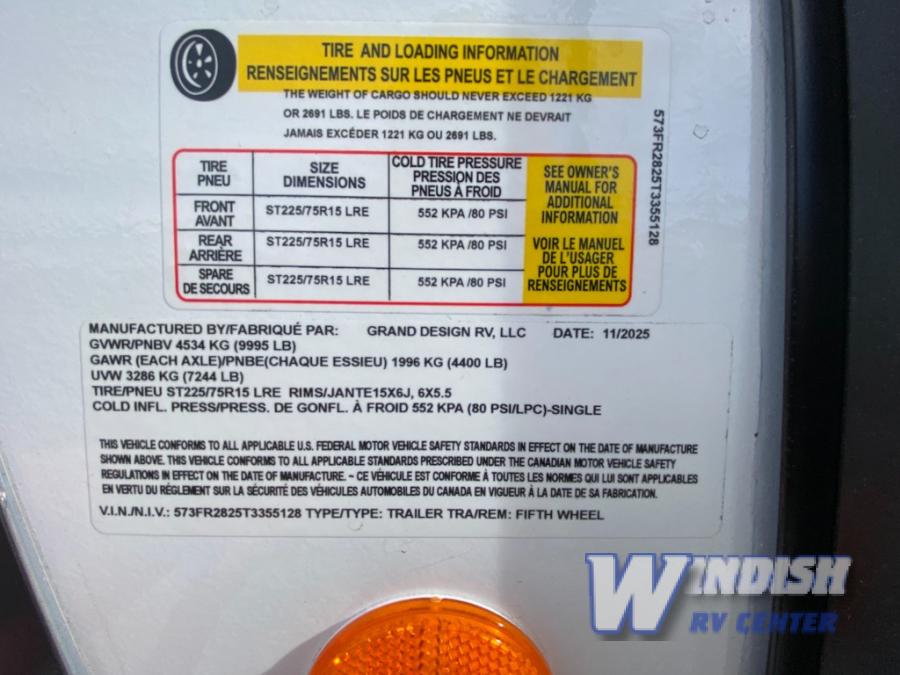 TIRE AND LOADING INFORMATION
RENSEIGNEMENTS SUR LES PNEUS ET LE CHARGEMENT
THE WEIGHT OF CARGO SHOULD NEVER EXCEED 1221 KG
OR 2691 LBS. LE POIDS DE CHARGEMENT NE DEVRAIT
JAMAIS EXCÉDER 1221 KG OU 2691 LBS.
TIRE
PNEU
SIZE
DIMENSIONS
COLD TIRE PRESSURE
PRESSION DES
PNEUS À FROID
FRONT
AVANT
ST225/75R15 LRE
552 KPA /80 PSI
REAR
ARRIÈRE
ST225/75R15 LRE
552 KPA /80 PSI
SPARE
DE SECOURS
ST225/75R15 LRE
552 KPA /80 PSI
SEE OWNER'S
MANUAL FOR
ADDITIONAL
INFORMATION
VOIR LE MANUEL
DE L'USAGER
POUR PLUS DE
RENSEIGNEMENTS
573FR2825T3355128
MANUFACTURED BY/FABRIQUÉ PAR: GRAND DESIGN RV, LLC DATE: 11/2025
GVWR/PNBV 4534 KG (9995 LB)
GAWR (EACH AXLE)/PNBE(CHAQUE ESSIEU) 1996 KG (4400 LB)
UVW 3286 KG (7244 LB)
TIRE/PNEU ST225/75R15 LRE RIMS/JANTE15X6J, 6X5.5
COLD INFL. PRESS/PRESS. DE GONFL. À FROID 552 KPA (80 PSI/LPC)-SINGLE
THIS VEHICLE CONFORMS TO ALL APPLICABLE U.S. FEDERAL MOTOR VEHICLE SAFETY STANDARDS IN EFFECT ON THE DATE OF MANUFACTURE
SHOWN ABOVE. THIS VEHICLE CONFORMS TO ALL APPLICABLE STANDARDS PRESCRIBED UNDER THE CANADIAN MOTOR VEHICLE SAFETY
REGULATIONS IN EFFECT ON THE DATE OF MANUFACTURE. ~ CE VÉHICULE EST CONFORME À TOUTES LES NORMES QUI LUI SONT APPLICABLES
EN VERTU DU RÉGLEMENT SUR LA SÉCURITÉ DES VÉHICULES AUTOMOBILES DU CANADA EN VIGUEUR À LA DATE DE SA FABRICATION.
V.I.N./N.I.V.: 573FR2825T3355128 TYPE/TYPE: TRAILER TRA/REM: FIFTH WHEEL
WINDISH
RV CENTER